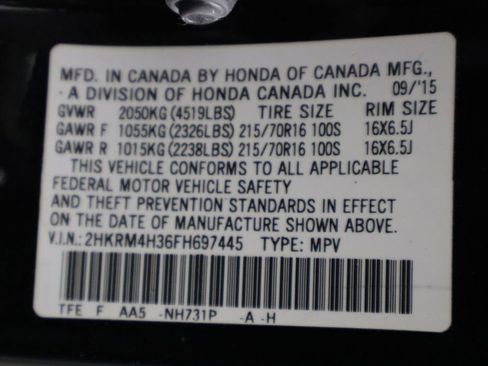 MFD. IN CANADA BY HONDA OF CANADA MFG.,
A DIVISION OF HONDA CANADA INC. 09/'15
GVWR 2050KG (4519LBS) TIRE SIZE RIM SIZE
GAWR F 1055KG (2326LBS) 215/70R16 100S 16X6.5J
GAWR R 1015KG (2238LBS) 215/70R16 100S 16X6.5J
THIS VEHICLE CONFORMS TO ALL APPLICABLE
FEDERAL MOTOR VEHICLE SAFETY
AND THEFT PREVENTION STANDARDS IN EFFECT
ON THE DATE OF MANUFACTURE SHOWN ABOVE.
V.I.N.: 2HKRM4H36FH697445 TYPE: MPV
TFE F AA5 -NH731P -A -H